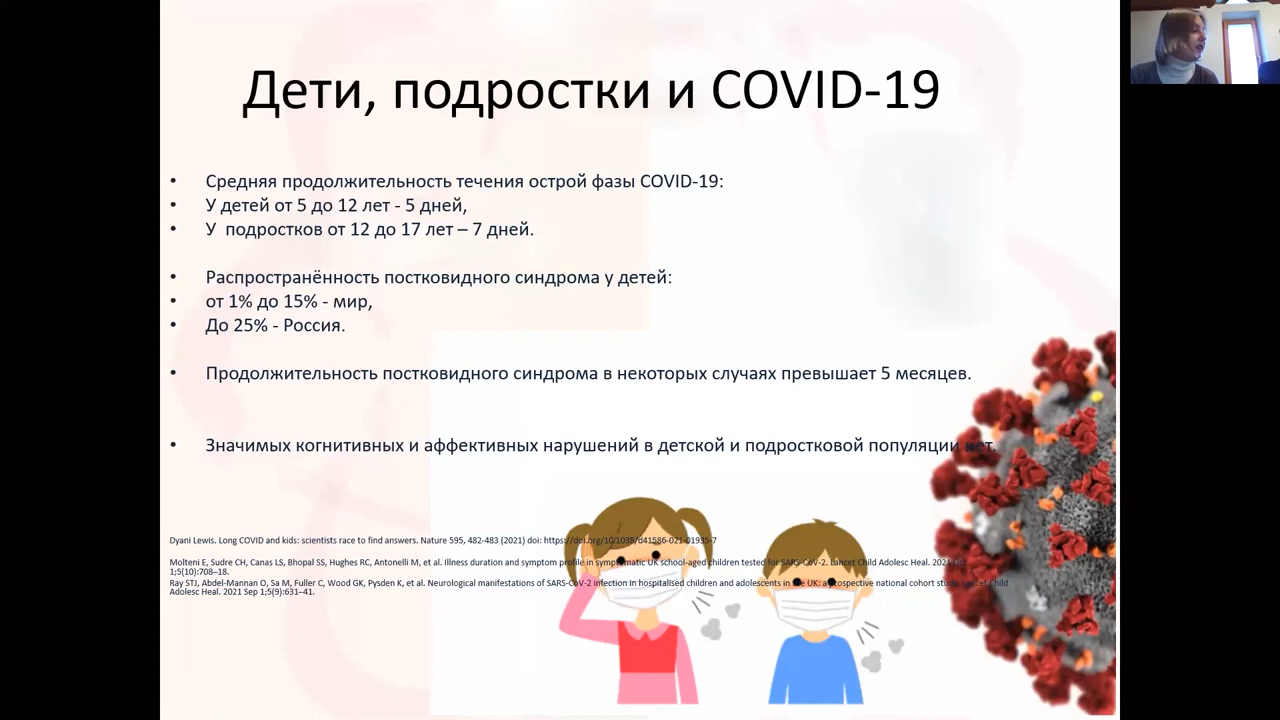 Дети, подростки и COVID-19
• Средняя продолжительность течения острой фазы COVID-19:
• У детей от 5 до 12 лет - 5 дней,
• У подростков от 12 до 17 лет – 7 дней.
• Распространённость постковидного синдрома у детей:
• от 1% до 15% - мир,
• До 25% - Россия.
• Продолжительность постковидного синдрома в некоторых случаях превышает 5 месяцев.
• Значимых когнитивных и аффективных нарушений в детской и подростковой популяции нет.
Dyani Lewis. Long COVID and kids: scientists race to find answers. Nature 595, 482-483 (2021) doi: https://doi.org/10.1038/d41586-021-01935-7
Molteni E, Sudre CH, Canas LS, Bhopal SS, Hughes RC, Antonelli M, et al. Illness duration and symptom profile in symptomatic UK school-aged children tested for SARS-CoV-2. Lancet Child Adolesc Heal. 2021
1;5(10):708–18.
Ray STJ, Abdel-Mannan O, Sa M, Fuller C, Wood GK, Pysden K, et al. Neurological manifestations of SARS-CoV-2 infection in hospitalised children and adolescents in the UK: a prospective national cohort study. Lancet Child
Adolesc Heal. 2021 Sep 1;5(9):631–41.